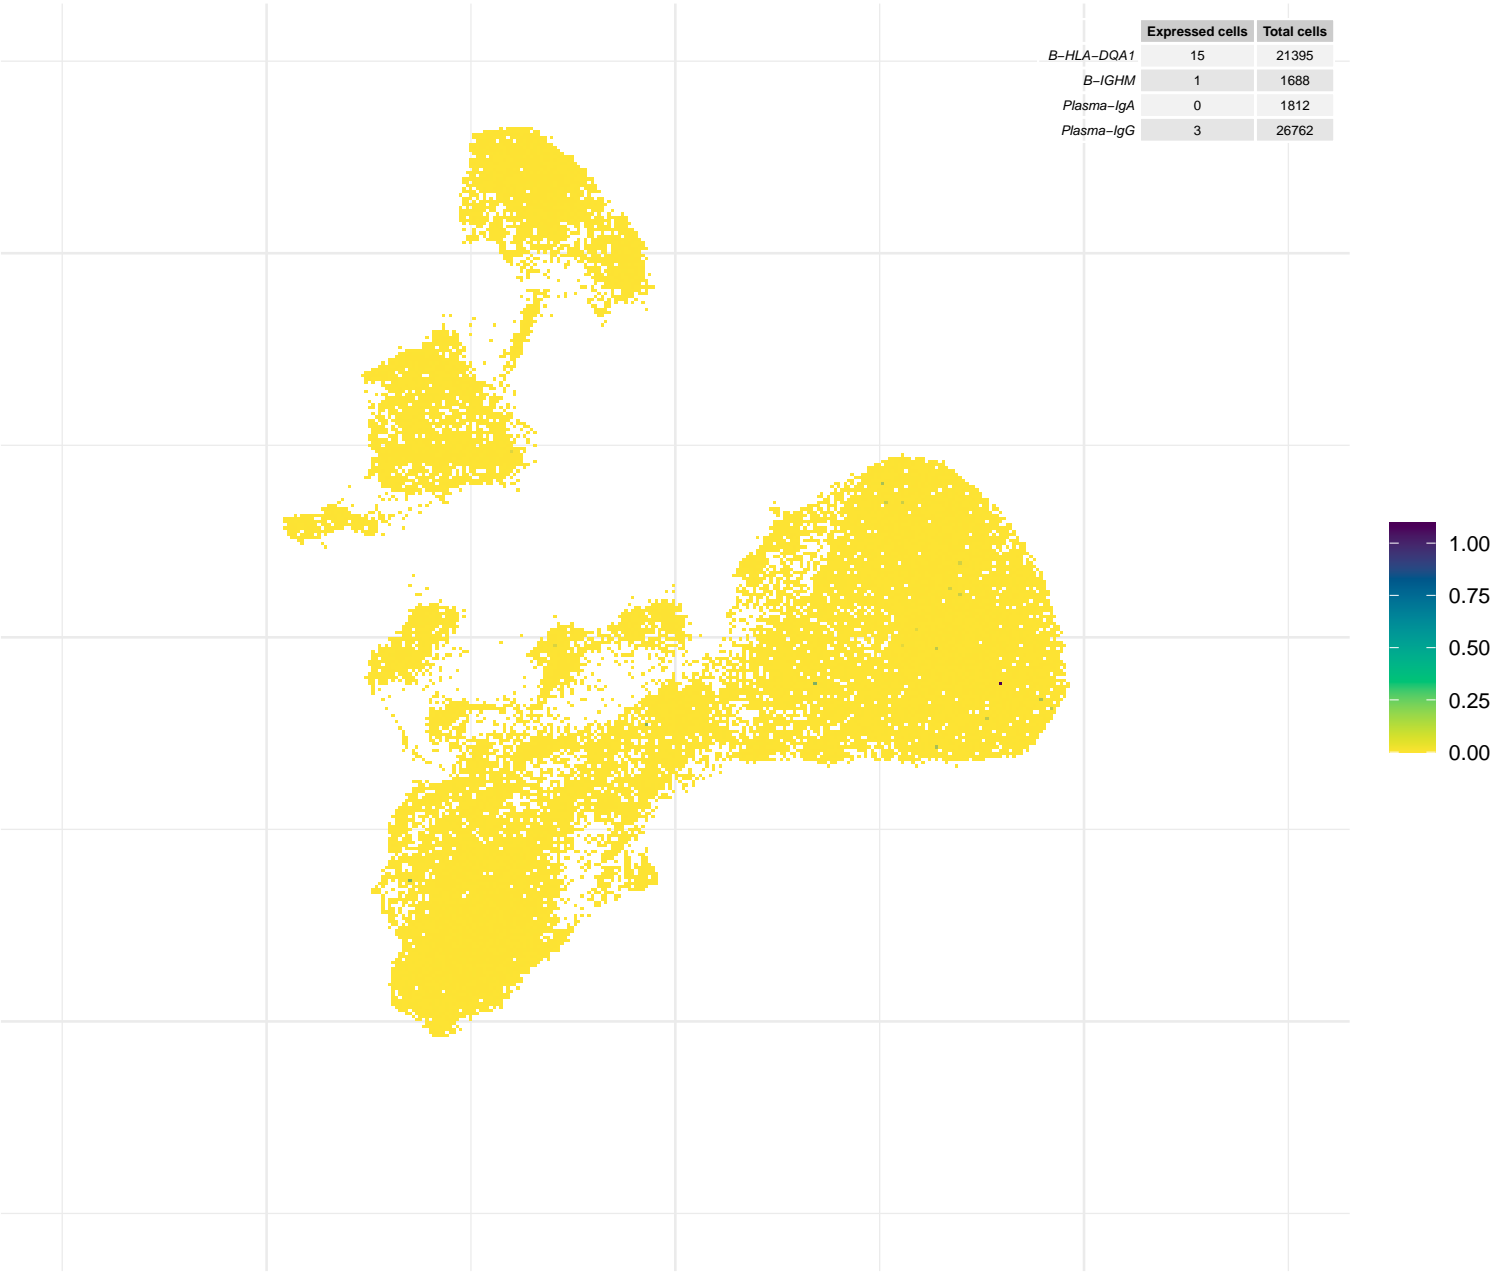 Expressed cells Total cells
B−HLA−DQA1 15 21395
B−IGHM 1 1688
Plasma−IgA 0 1812
Plasma−IgG 3 26762
1.00
0.75
0.50
0.25
0.00